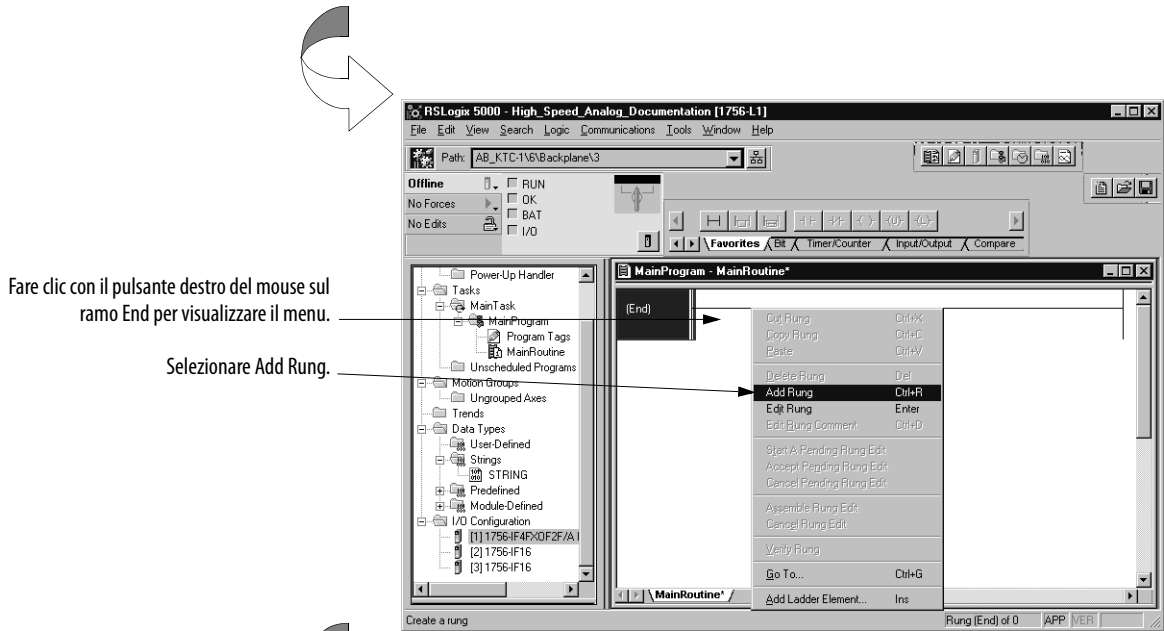 RSLogix 5000 - High_Speed_Analog_Documentation [1756-L1]
File Edit View Search Logic Communications Tools Window Help
Path: AB_KTC-1\6\Backplane\3
Offline
No Forces
No Edits
RUN
OK
BAT
I/O
Favorites Bit Timer/Counter Input/Output Compare
Fare clic con il pulsante destro del mouse sul
ramo End per visualizzare il menu.
Selezionare Add Rung.
Power-Up Handler
Tasks
MainTask
MainProgram
Program Tags
MainRoutine
Unscheduled Programs
Motion Groups
Ungrouped Axes
Trends
Data Types
User-Defined
Strings
STRING
Predefined
Module-Defined
I/O Configuration
[1] 1756-IF4FXOF2F/A
[2] 1756-IF16
[3] 1756-IF16
MainProgram - MainRoutine*
(End)
Cut Rung Ctrl+X
Copy Rung Ctrl+C
Paste Ctrl+V
Delete Rung Del
Add Rung Ctrl+R
Edit Rung Enter
Edit Rung Comment Ctrl+D
Start A Pending Rung Edit
Accept Pending Rung Edit
Cancel Pending Rung Edit
Assemble Rung Edit
Cancel Rung Edit
Verify Rung
Go To... Ctrl+G
Add Ladder Element... Ins
MainRoutine*
Create a rung
Rung (End) of 0 APP VER